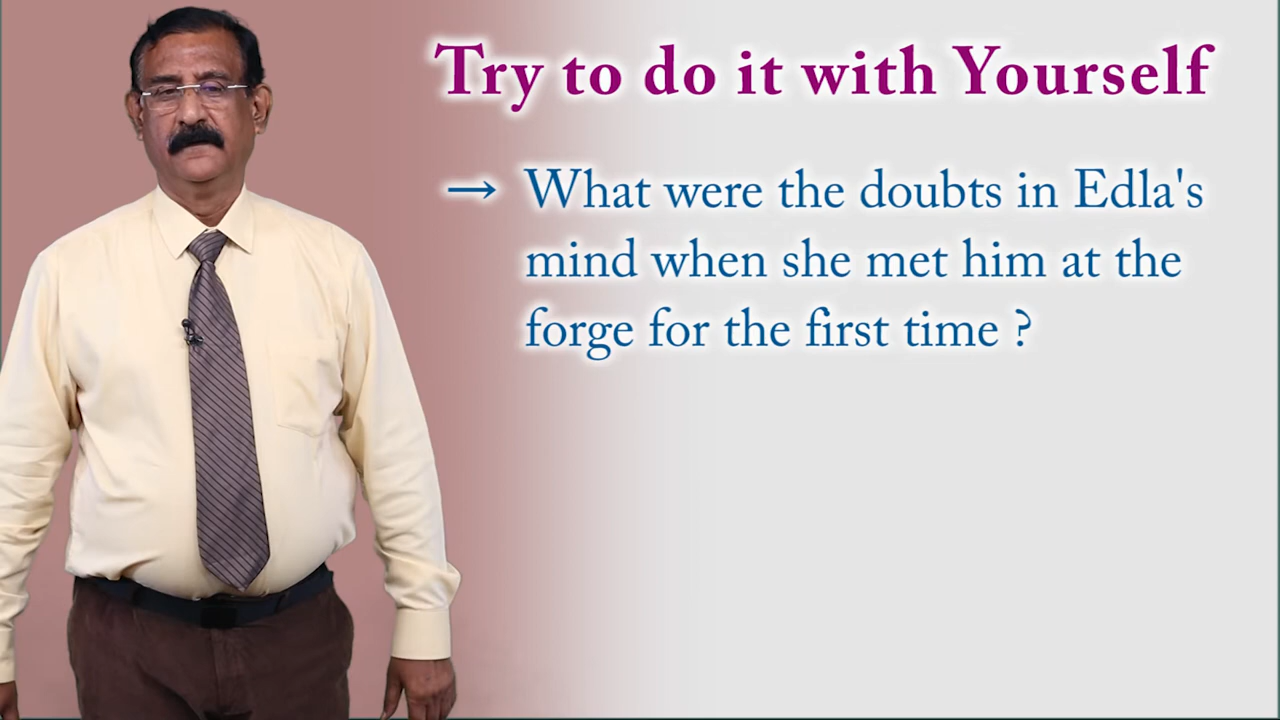 Try to do it with Yourself
→ What were the doubts in Edla's
mind when she met him at the
forge for the first time ?